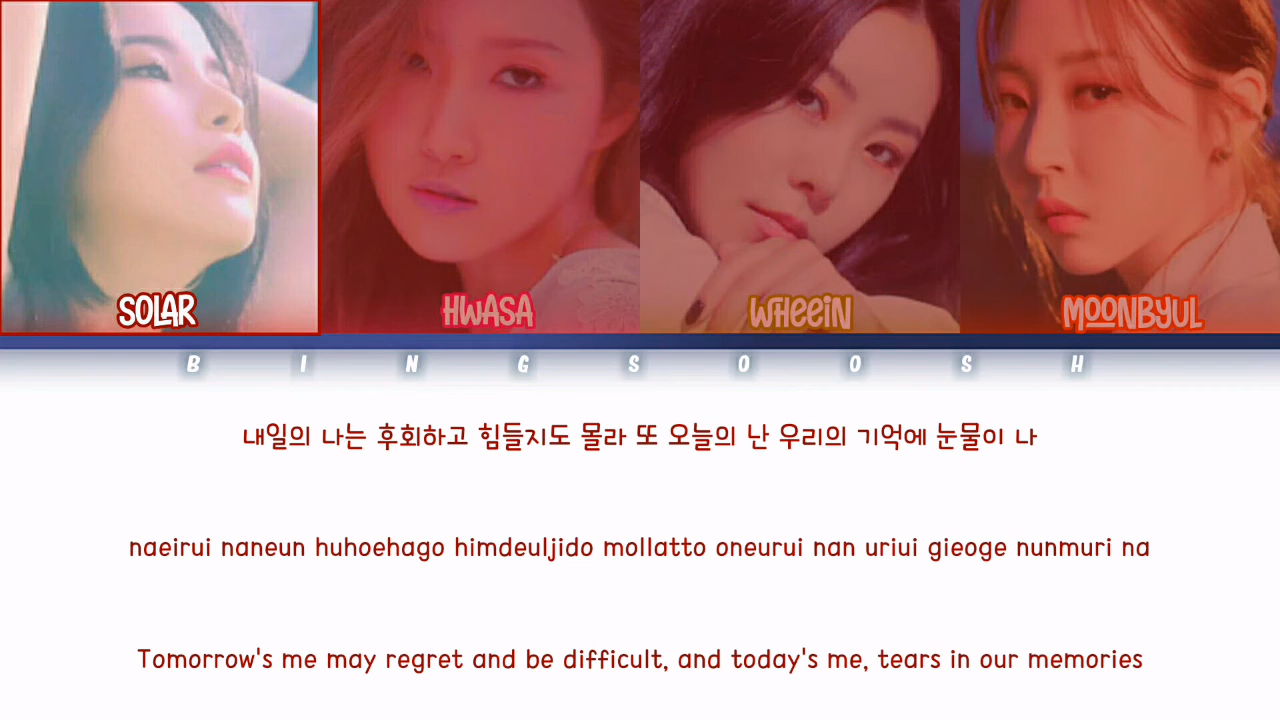 SOLAR HWASA WHEEIN MOONBYUL
B I N G S O O S H
내일의 나는 후회하고 힘들지도 몰라 또 오늘의 난 우리의 기억에 눈물이 나
naeirui naneun huhoehago himdeuljido mollatto oneurui nan uriui gieoge nunmuri na
Tomorrow's me may regret and be difficult, and today's me, tears in our memories